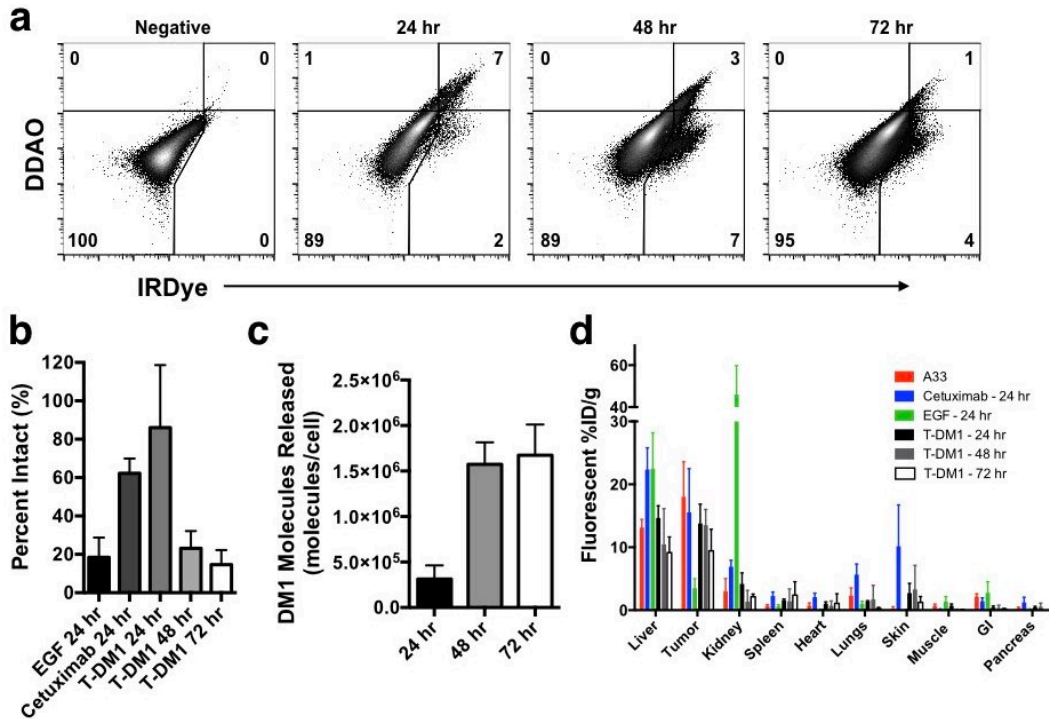 a
Negative 24 hr 48 hr 72 hr
0 0 1 7 0 3 0 1
DDAO
100 0 89 2 89 7 95 4
IRDye
b
Percent Intact (%)
120
100
80
60
40
20
0
EGF 24 hr
Cetuximab 24 hr
T-DM1 24 hr
T-DM1 48 hr
T-DM1 72 hr
c
DM1 Molecules Released
(molecules/cell)
2.5×10⁶
2.0×10⁶
1.5×10⁶
1.0×10⁶
5.0×10⁵
0.0
24 hr
48 hr
72 hr
d
Fluorescent %ID/g
60
40
30
20
10
0
A33
Cetuximab - 24 hr
EGF - 24 hr
T-DM1 - 24 hr
T-DM1 - 48 hr
T-DM1 - 72 hr
Liver
Tumor
Kidney
Spleen
Heart
Lungs
Skin
Muscle
GI
Pancreas